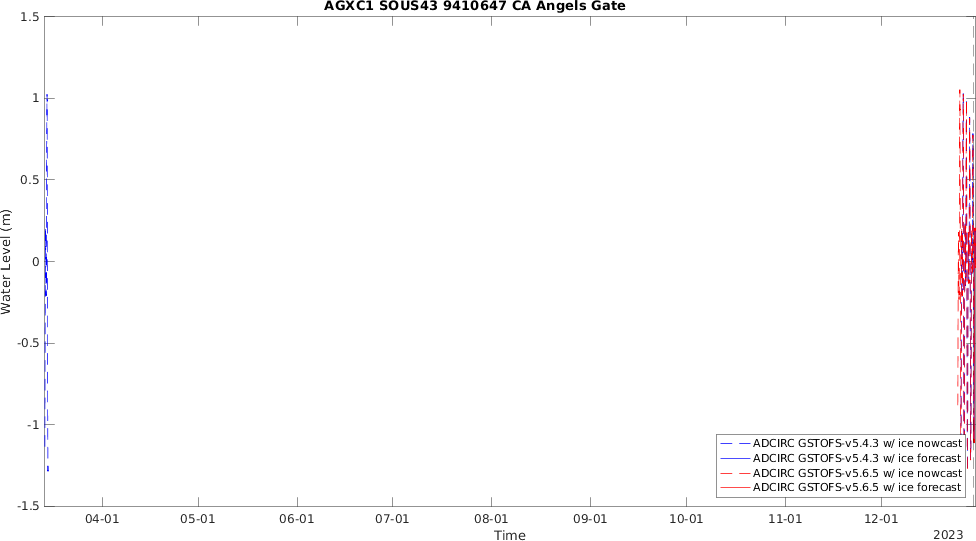 AGXC1 SOUS43 9410647 CA Angels Gate
1.5
1
0.5
0
-0.5
-1
-1.5
Water Level (m)
ADCIRC GSTOFS-v5.4.3 w/ ice nowcast
ADCIRC GSTOFS-v5.4.3 w/ ice forecast
ADCIRC GSTOFS-v5.6.5 w/ ice nowcast
ADCIRC GSTOFS-v5.6.5 w/ ice forecast
04-01 05-01 06-01 07-01 08-01 09-01 10-01 11-01 12-01
Time
2023